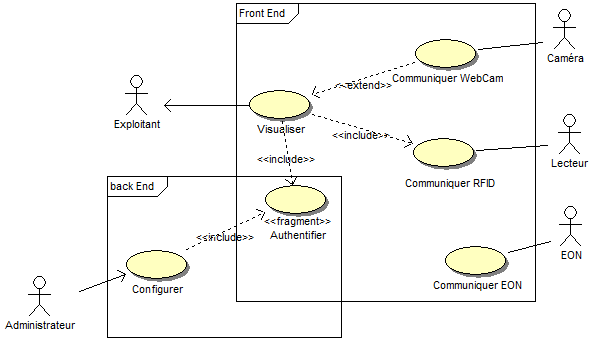 Front End
Caméra
<<extend>>
Communiquer WebCam
Exploitant
Visualiser
<<include>>
<<include>>
Lecteur
Communiquer RFID
back End
<<fragment>>
Authentifier
<<include>>
EON
Configurer
Communiquer EON
Administrateur